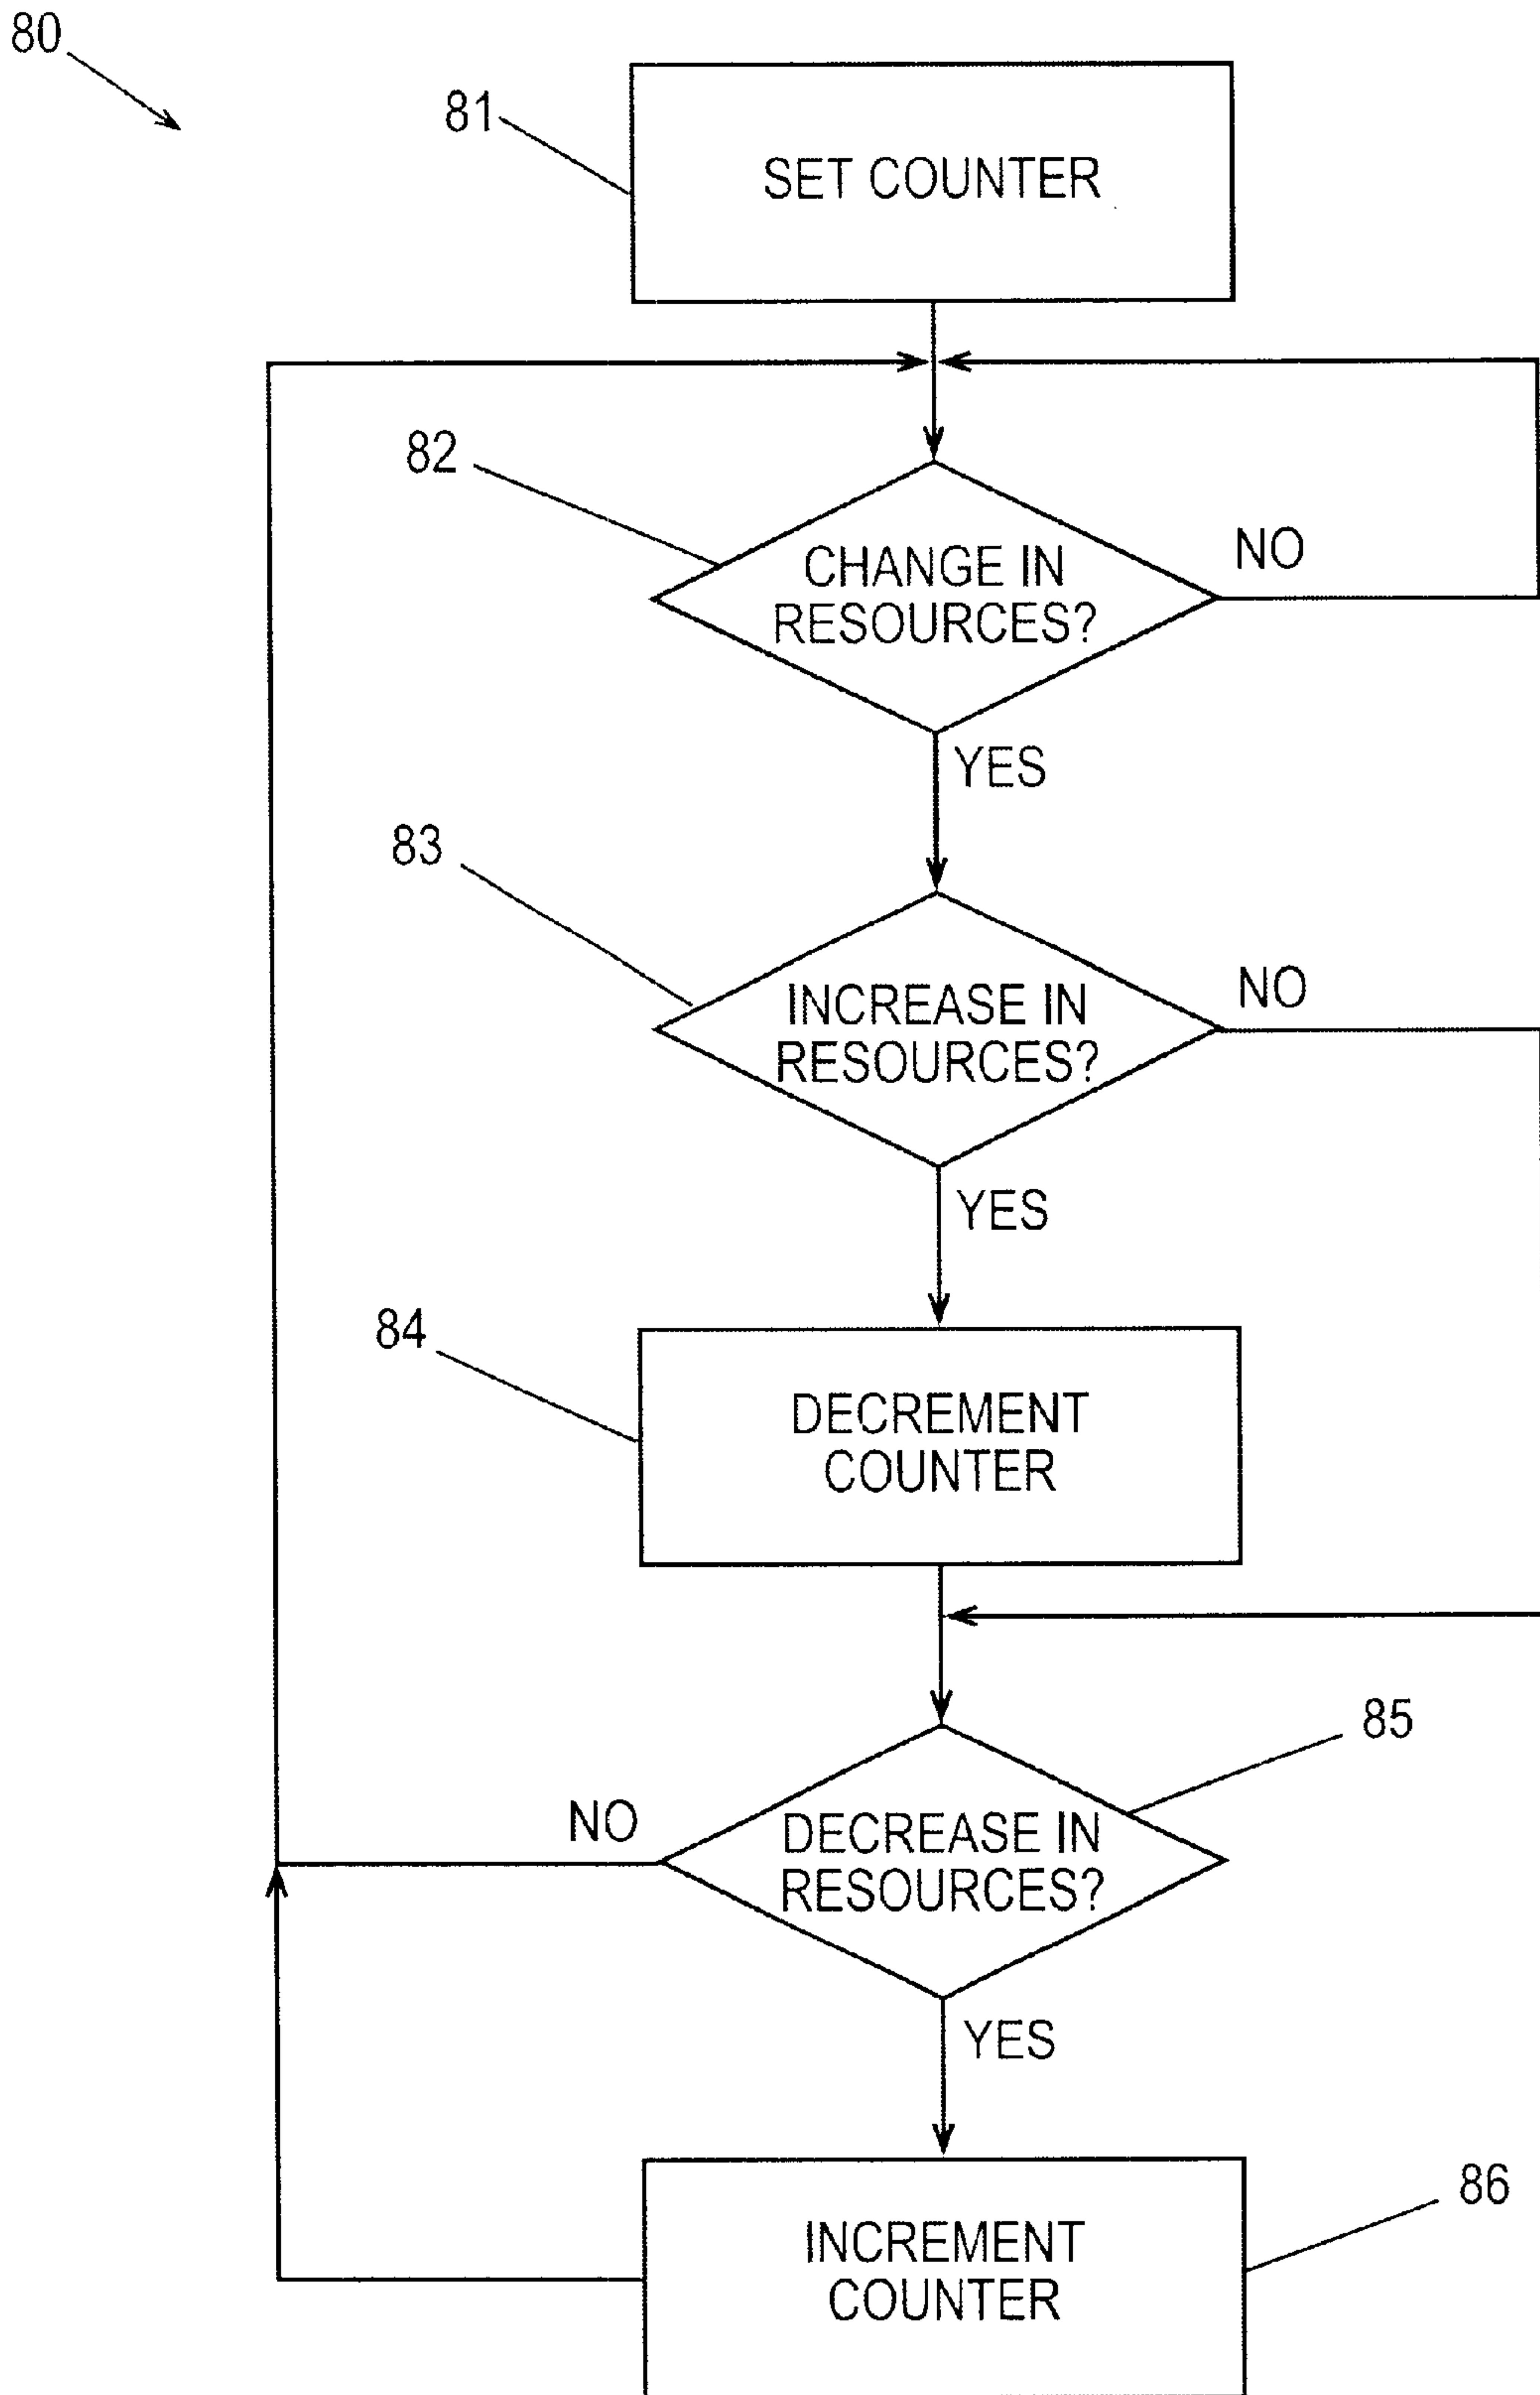 80
81
SET COUNTER
82
CHANGE IN
RESOURCES?
NO
YES
83
INCREASE IN
RESOURCES?
NO
YES
84
DECREMENT
COUNTER
85
DECREASE IN
RESOURCES?
NO
YES
86
INCREMENT
COUNTER